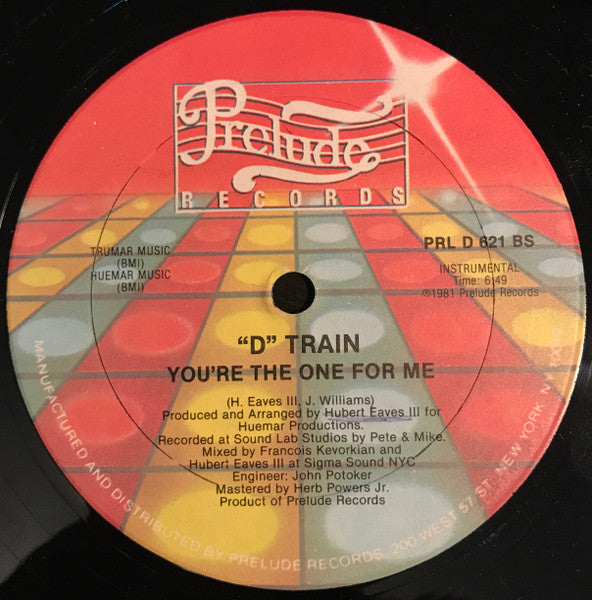 Prelude
RECORDS
TRUMAR MUSIC
(BMI)
HUEMAR MUSIC
(BMI)
PRL D 621 BS
INSTRUMENTAL
Time: 6:49
℗1981 Prelude Records
"D" TRAIN
YOU'RE THE ONE FOR ME
(H. Eaves III, J. Williams)
Produced and Arranged by Hubert Eaves III for
Huemar Productions.
Recorded at Sound Lab Studios by Pete & Mike.
Mixed by Francois Kevorkian and
Hubert Eaves III at Sigma Sound NYC
Engineer: John Potoker
Mastered by Herb Powers Jr.
Product of Prelude Records
MANUFACTURED AND DISTRIBUTED BY PRELUDE RECORDS, 200 WEST 57 ST. NEW YORK,